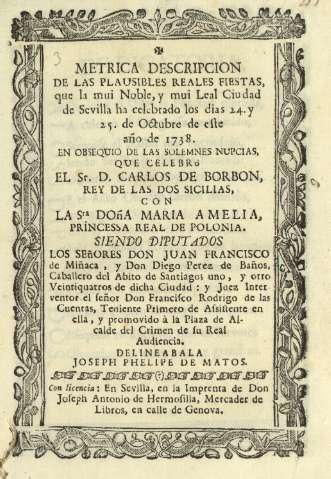 METRICA DESCRIPCION
DE LAS PLAUSIBLES REALES FIESTAS,
que la mui Noble, y mui Leal Ciudad
de Sevilla ha celebrado los dias 24. y
25. de Octubre de este
año de 1738.
EN OBSEQUIO DE LAS SOLEMNES NUPCIAS,
QUE CELEBRÓ
EL Sr. D. CARLOS DE BORBON,
REY DE LAS DOS SICILIAS,
CON
LA Sra DOñA MARIA AMELIA,
PRINCESSA REAL DE POLONIA.
SIENDO DIPUTADOS
LOS SEñORES DON JUAN FRANCISCO
de Miñaca, y Don Diego Perez de Baños,
Caballero del Abito de Santiagos uno, y otro
Veintiquatros de dicha Ciudad: y Juez Inter-
ventor el señor Don Francisco Rodrigo de las
Cuentas, Teniente Primero de Assistente en
ella, y promovido à la Plaza de Al-
calde del Crimen de su Real
Audiencia.
DELINEABALA
JOSEPH PHELIPE DE MATOS.
Con licencia: En Sevilla, en la Imprenta de Don
Joseph Antonio de Hermosilla, Mercader de
Libros, en calle de Genova.